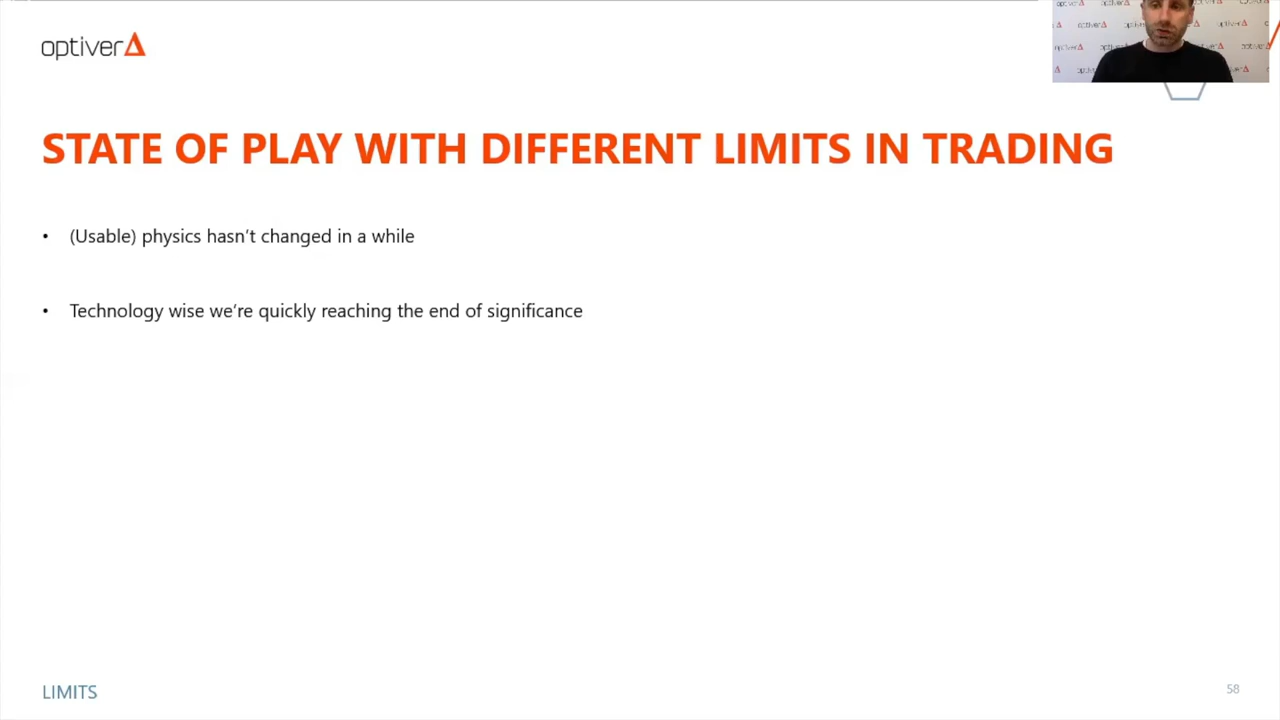 optiver
STATE OF PLAY WITH DIFFERENT LIMITS IN TRADING
• (Usable) physics hasn't changed in a while
• Technology wise we're quickly reaching the end of significance
LIMITS
58